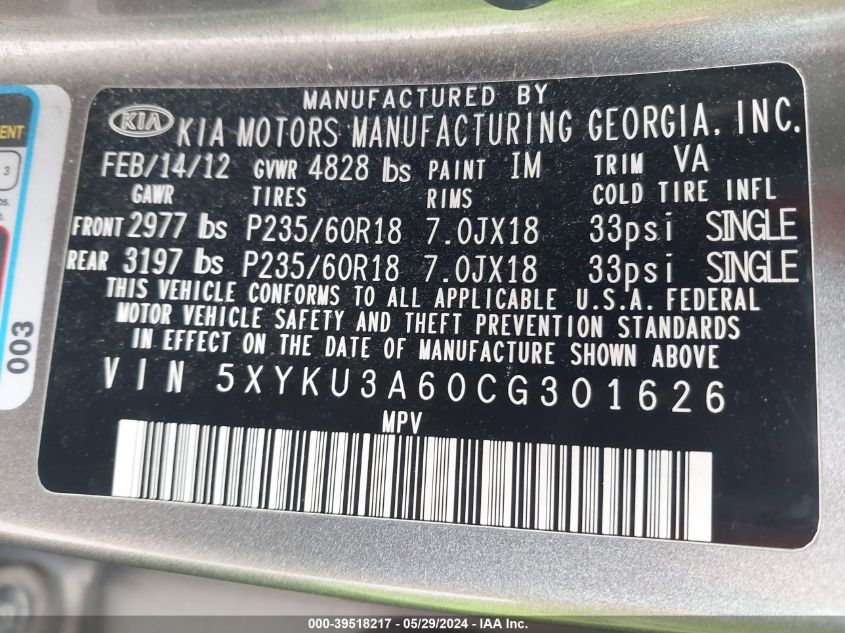 MANUFACTURED BY
KIA KIA MOTORS MANUFACTURING GEORGIA, INC.
FEB/14/12 GVWR 4828 lbs PAINT IM TRIM VA
GAWR TIRES RIMS COLD TIRE INFL
FRONT 2977 lbs P235/60R18 7.0JX18 33psi SINGLE
REAR 3197 lbs P235/60R18 7.0JX18 33psi SINGLE
THIS VEHICLE CONFORMS TO ALL APPLICABLE U.S.A. FEDERAL
MOTOR VEHICLE SAFETY AND THEFT PREVENTION STANDARDS
IN EFFECT ON THE DATE OF MANUFACTURE SHOWN ABOVE
VIN 5XYKU3A60CG301626
MPV
3
003
000-39518217 - 05/29/2024 - IAA Inc.